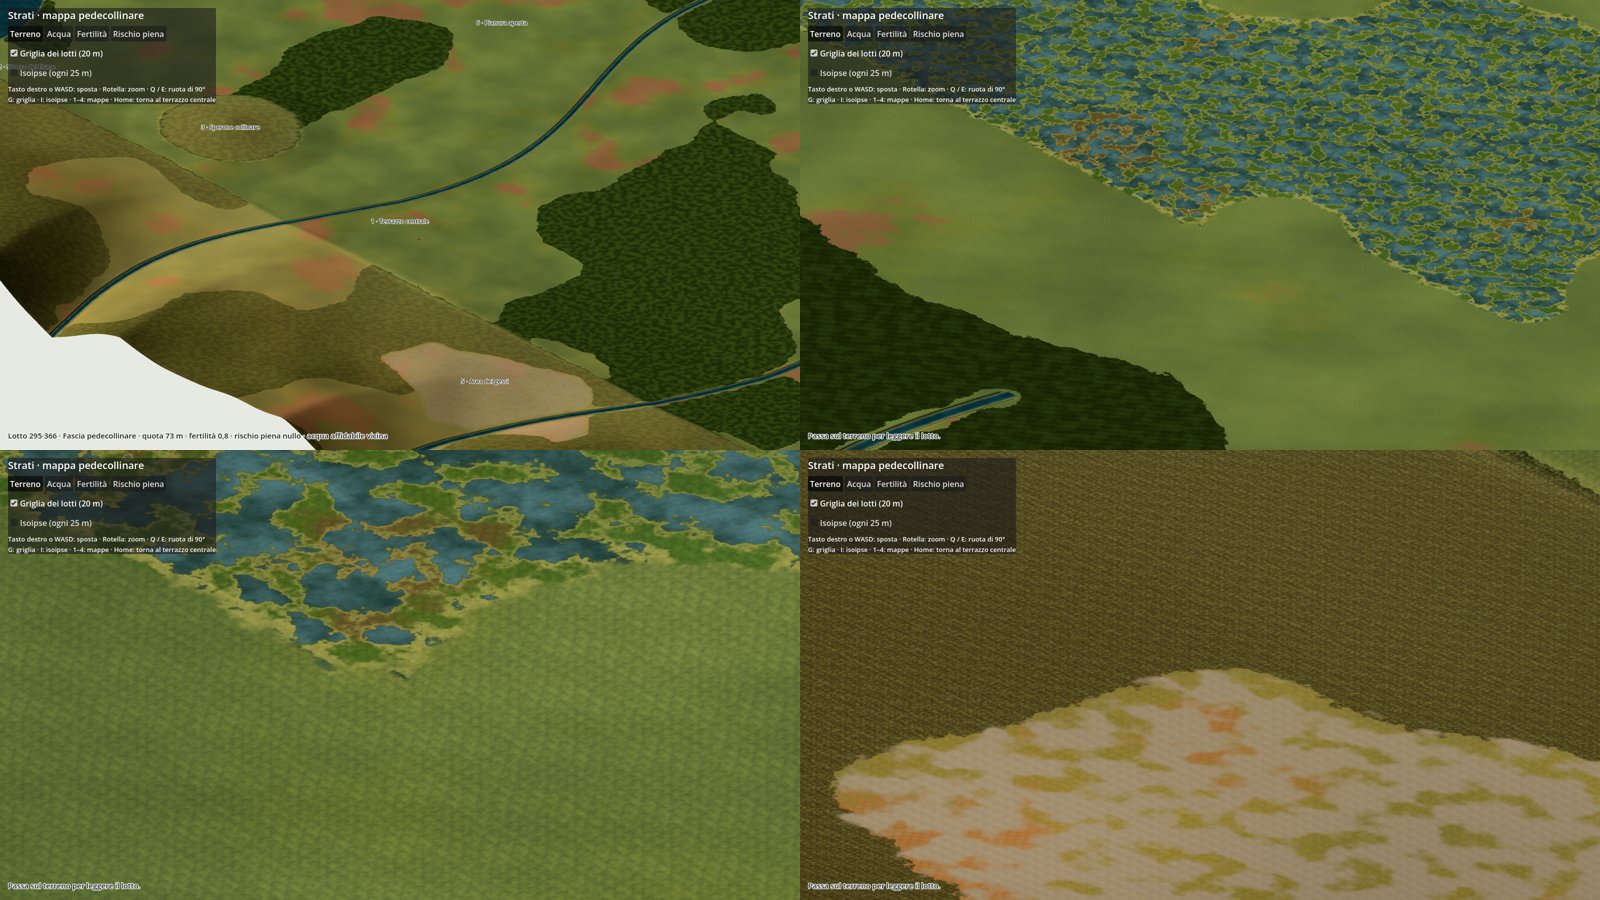 Strati · mappa pedecollinare
Terreno Acqua Fertilità Rischio piena
Griglia dei lotti (20 m)
Isoipse (ogni 25 m)
Tasto destro o WASD: sposta · Rotella: zoom · Q / E: ruota di 90°
G: griglia · I: isoipse · 1–4: mappe · Home: torna al terrazzo centrale
6 · Pianura aperta
3 · Sperone collinare
1 · Terrazzo centrale
5 · Area dei gessi
Lotto 295·366 · Fascia pedecollinare · quota 73 m · fertilità 0,8 · rischio piena nullo · acqua affidabile vicina
Strati · mappa pedecollinare
Terreno Acqua Fertilità Rischio piena
Griglia dei lotti (20 m)
Isoipse (ogni 25 m)
Tasto destro o WASD: sposta · Rotella: zoom · Q / E: ruota di 90°
G: griglia · I: isoipse · 1–4: mappe · Home: torna al terrazzo centrale
Passa sul terreno per leggere il lotto.
Strati · mappa pedecollinare
Terreno Acqua Fertilità Rischio piena
Griglia dei lotti (20 m)
Isoipse (ogni 25 m)
Tasto destro o WASD: sposta · Rotella: zoom · Q / E: ruota di 90°
G: griglia · I: isoipse · 1–4: mappe · Home: torna al terrazzo centrale
Passa sul terreno per leggere il lotto.
Strati · mappa pedecollinare
Terreno Acqua Fertilità Rischio piena
Griglia dei lotti (20 m)
Isoipse (ogni 25 m)
Tasto destro o WASD: sposta · Rotella: zoom · Q / E: ruota di 90°
G: griglia · I: isoipse · 1–4: mappe · Home: torna al terrazzo centrale
Passa sul terreno per leggere il lotto.